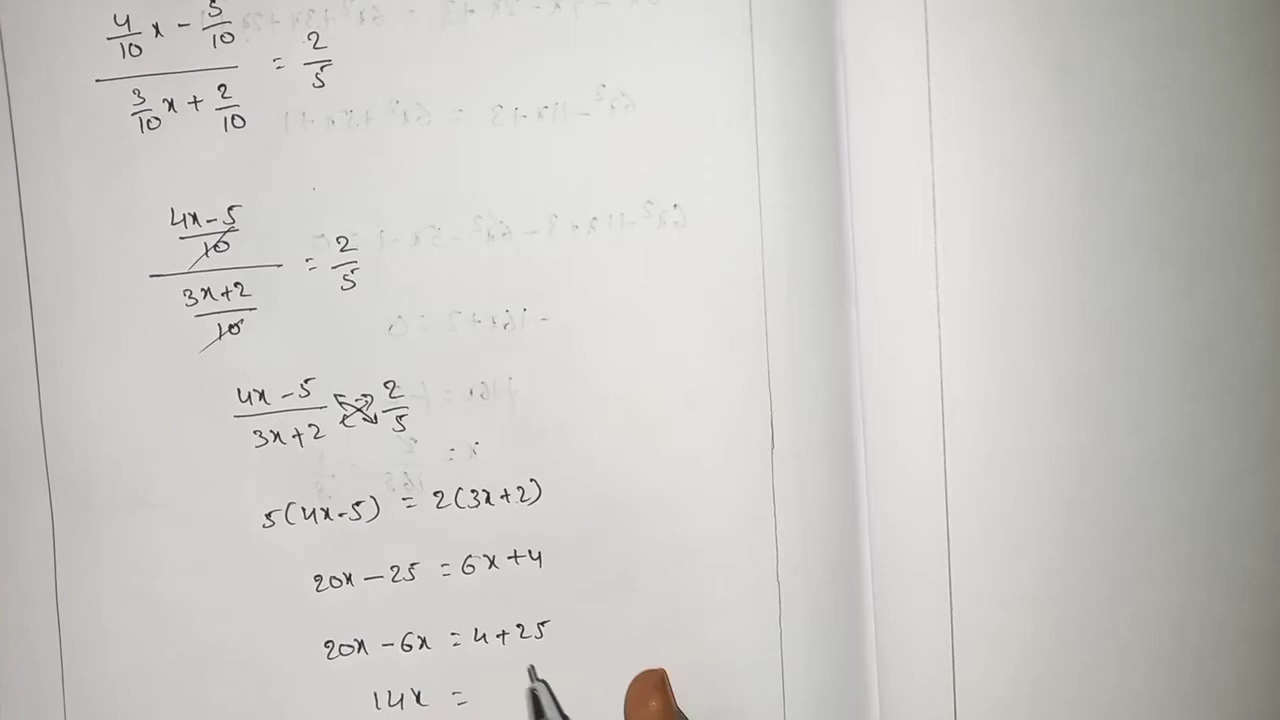 4/10 x - 5/10 / 3/10 x + 2/10 = 2/5
4x-5/10 / 3x+2/10 = 2/5
4x-5/3x+2 2/5
5(4x-5) = 2(3x+2)
20x - 25 = 6x+4
20x - 6x = 4+25
14x =